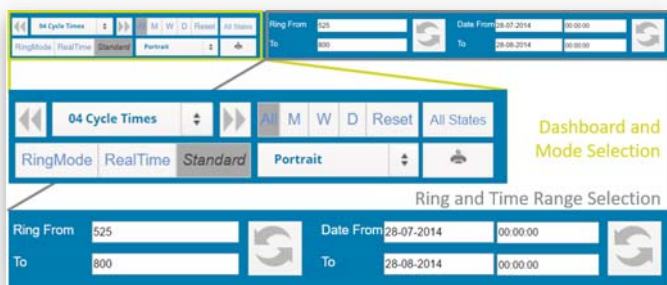 04 Cycle Times All M W D Reset All States
RingMode RealTime Standard Portrait
Ring From 525 Date From 28-07-2014 00:00:00
To 800 To 28-08-2014 00:00:00
04 Cycle Times All M W D Reset All States
RingMode RealTime Standard Portrait
Dashboard and
Mode Selection
Ring and Time Range Selection
Ring From 525 Date From 28-07-2014 00:00:00
To 800 To 28-08-2014 00:00:00